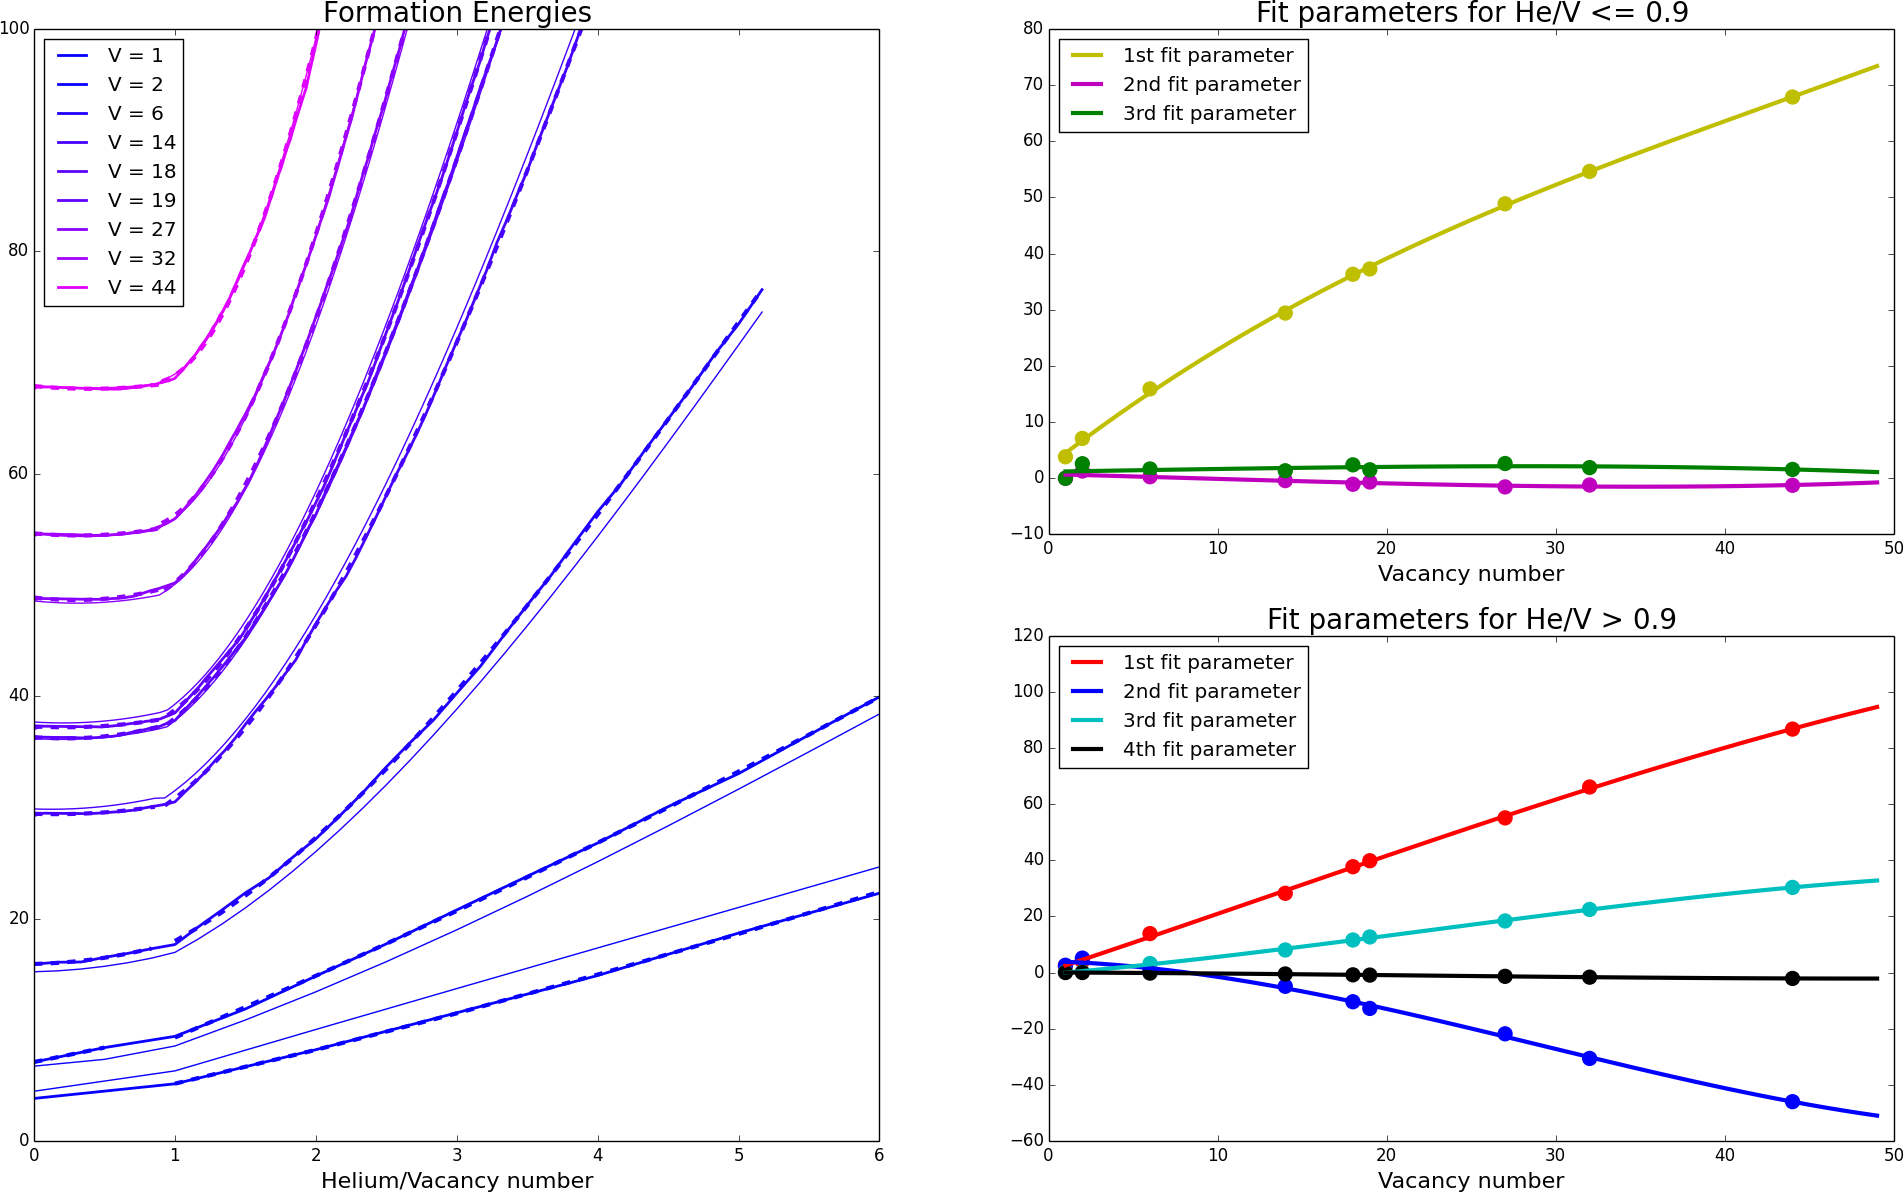 Formation Energies
100
80
60
40
20
0
V = 1
V = 2
V = 6
V = 14
V = 18
V = 19
V = 27
V = 32
V = 44
0 1 2 3 4 5 6
Helium/Vacancy number
Fit parameters for He/V <= 0.9
80
70
60
50
40
30
20
10
0
−10
1st fit parameter
2nd fit parameter
3rd fit parameter
0 10 20 30 40 50
Vacancy number
Fit parameters for He/V > 0.9
120
100
80
60
40
20
0
−20
−40
−60
1st fit parameter
2nd fit parameter
3rd fit parameter
4th fit parameter
0 10 20 30 40 50
Vacancy number